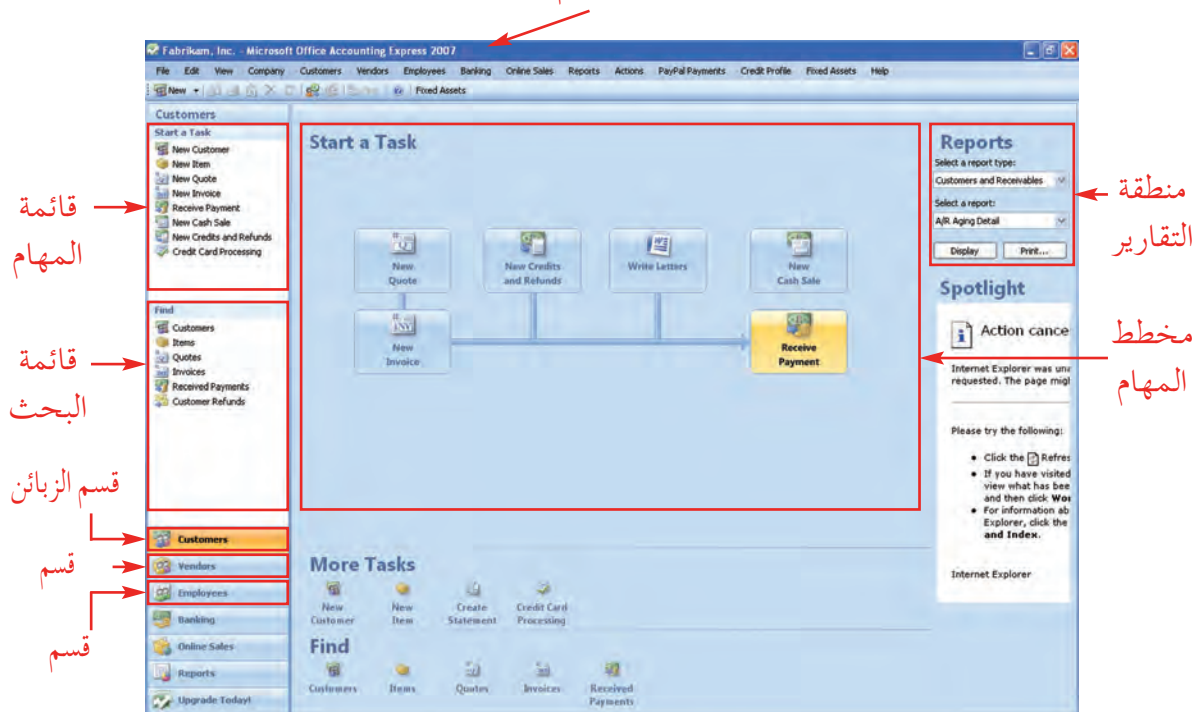 م
Fabrikam, Inc. - Microsoft Office Accounting Express 2007
File Edit View Company Customers Vendors Employees Banking Online Sales Reports Actions PayPal Payments Credit Profile Fixed Assets Help
New Fixed Assets
Customers
Start a Task
New Customer
New Item
New Quote
New Invoice
Receive Payment
New Cash Sale
New Credits and Refunds
Credit Card Processing
قائمة
المهام
Find
Customers
Items
Quotes
Invoices
Received Payments
Customer Refunds
قائمة
البحث
قسم الزبائن
Customers
Vendors
قسم
Employees
قسم
Banking
Online Sales
Reports
Upgrade Today!
Start a Task
New
Quote
New Credits
and Refunds
Write Letters
New
Cash Sale
INV
New
Invoice
Receive
Payment
مخطط
المهام
More Tasks
New
Customer
New
Item
Create
Statement
Credit Card
Processing
Find
Customers
Items
Quotes
Invoices
Received
Payments
Reports
Select a report type:
Customers and Receivables
Select a report:
A/R Aging Detail
Display Print...
منطقة
التقارير
Spotlight
Action cance
Internet Explorer was una
requested. The page migh
Please try the following:
• Click the Refres
• If you have visited
view what has bee
and then click Wor
• For information ab
Explorer, click the
and Index.
Internet Explorer